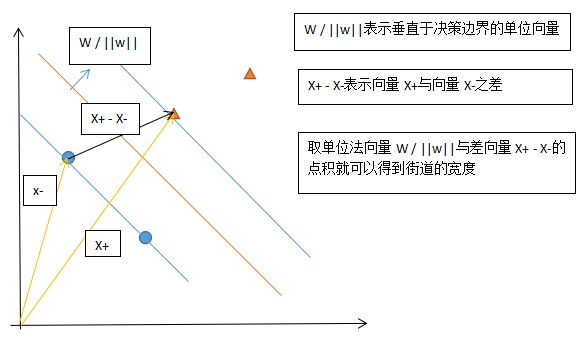 W / ||w||
W / ||w||表示垂直于决策边界的单位向量
X+ - X-表示向量 X+与向量 X-之差
X+ - X-
取单位法向量 W / ||w||与差向量 X+ - X-的
点积就可以得到街道的宽度
x-
X+